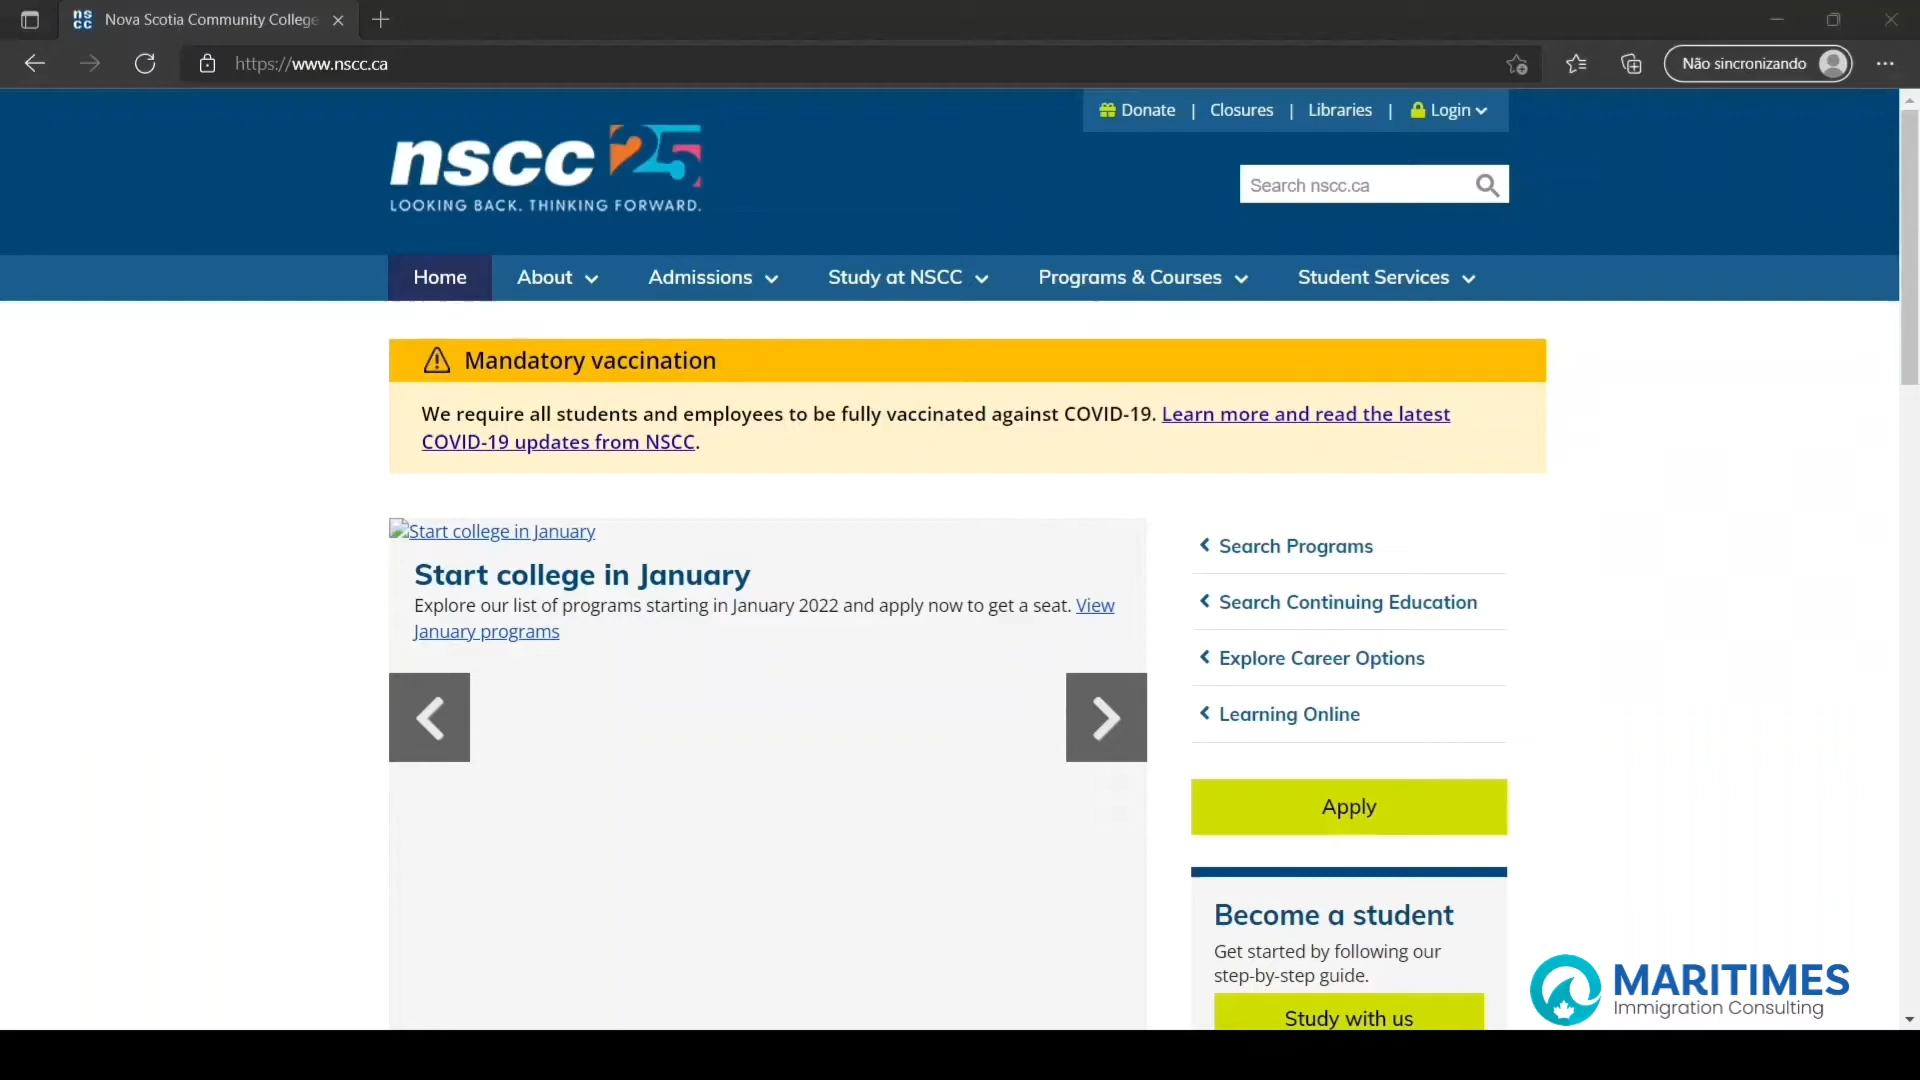 Nova Scotia Community College
https://www.nscc.ca
Não sincronizando
Donate | Closures | Libraries | Login
nscc 25
LOOKING BACK. THINKING FORWARD.
Search nscc.ca
Home About Admissions Study at NSCC Programs & Courses Student Services
Mandatory vaccination
We require all students and employees to be fully vaccinated against COVID-19. Learn more and read the latest
COVID-19 updates from NSCC.
Start college in January
Start college in January
Explore our list of programs starting in January 2022 and apply now to get a seat. View
January programs
Search Programs
Search Continuing Education
Explore Career Options
Learning Online
Apply
Become a student
Get started by following our
step-by-step guide.
Study with us
MARITIMES
Immigration Consulting